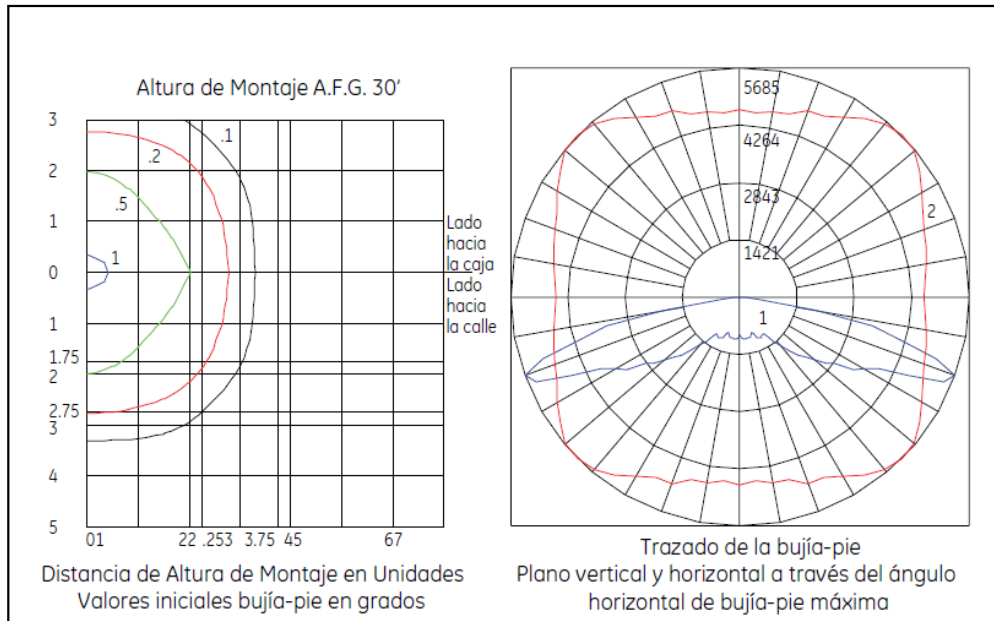 Altura de Montaje A.F.G. 30’
3
2
1
0
1
1.75
2
2.75
3
4
5
.1
.2
.5
1
Lado
hacia
la caja
Lado
hacia
la calle
01 22 .253 3.75 45 67
Distancia de Altura de Montaje en Unidades
Valores iniciales bujía-pie en grados
5685
4264
2843
1421
2
1
Trazado de la bujía-pie
Plano vertical y horizontal a través del ángulo
horizontal de bujía-pie máxima